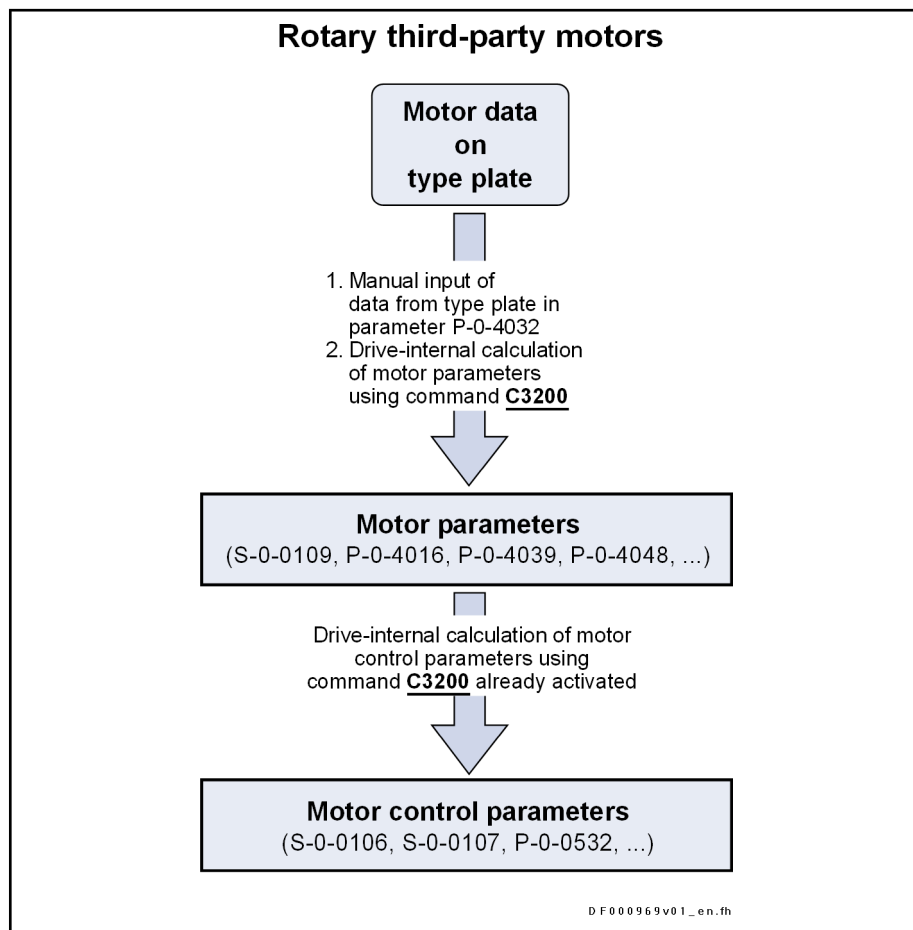 Rotary third-party motors
Motor data
on
type plate
1. Manual input of
data from type plate in
parameter P-0-4032
2. Drive-internal calculation
of motor parameters
using command C3200
Motor parameters
(S-0-0109, P-0-4016, P-0-4039, P-0-4048, ...)
Drive-internal calculation of motor
control parameters using
command C3200 already activated
Motor control parameters
(S-0-0106, S-0-0107, P-0-0532, ...)
DF000969v01_en.fh